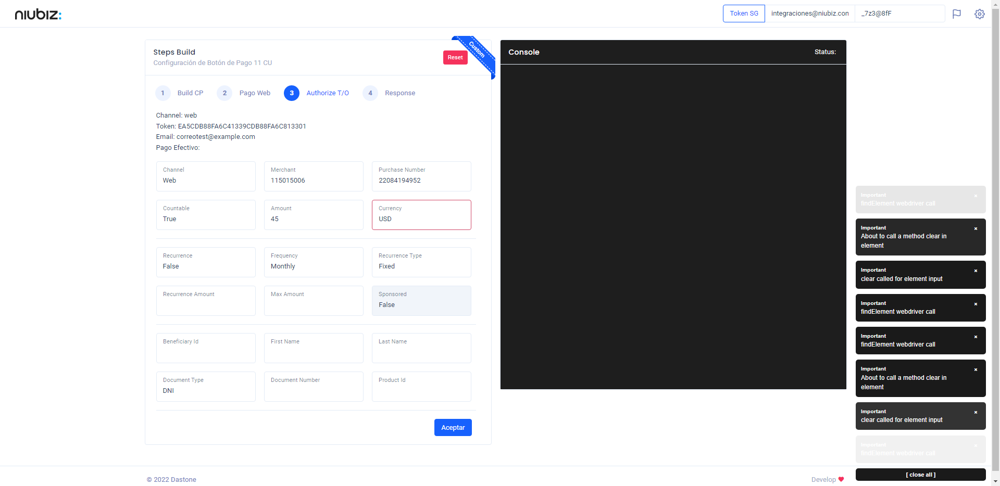 niubiz:
Token SG
integraciones@niubiz.con
_7z3@8fF
Steps Build
Configuración de Botón de Pago 11 CU
Reset
Custom
1 Build CP
2 Pago Web
3 Authorize T/O
4 Response
Channel: web
Token: EA5CDB88FA6C41339CDB88FA6C813301
Email: correotest@example.com
Pago Efectivo:
Channel
Web
Merchant
115015006
Purchase Number
22084194952
Countable
True
Amount
45
Currency
USD
Recurrence
False
Frequency
Monthly
Recurrence Type
Fixed
Recurrence Amount
Max Amount
Sponsored
False
Beneficiary Id
First Name
Last Name
Document Type
DNI
Document Number
Product Id
Aceptar
Console
Status:
Important
findElement webdriver call
Important
About to call a method clear in
element
Important
clear called for element input
Important
findElement webdriver call
Important
findElement webdriver call
Important
About to call a method clear in
element
Important
clear called for element input
Important
findElement webdriver call
[ close all ]
© 2022 Dastone
Develop